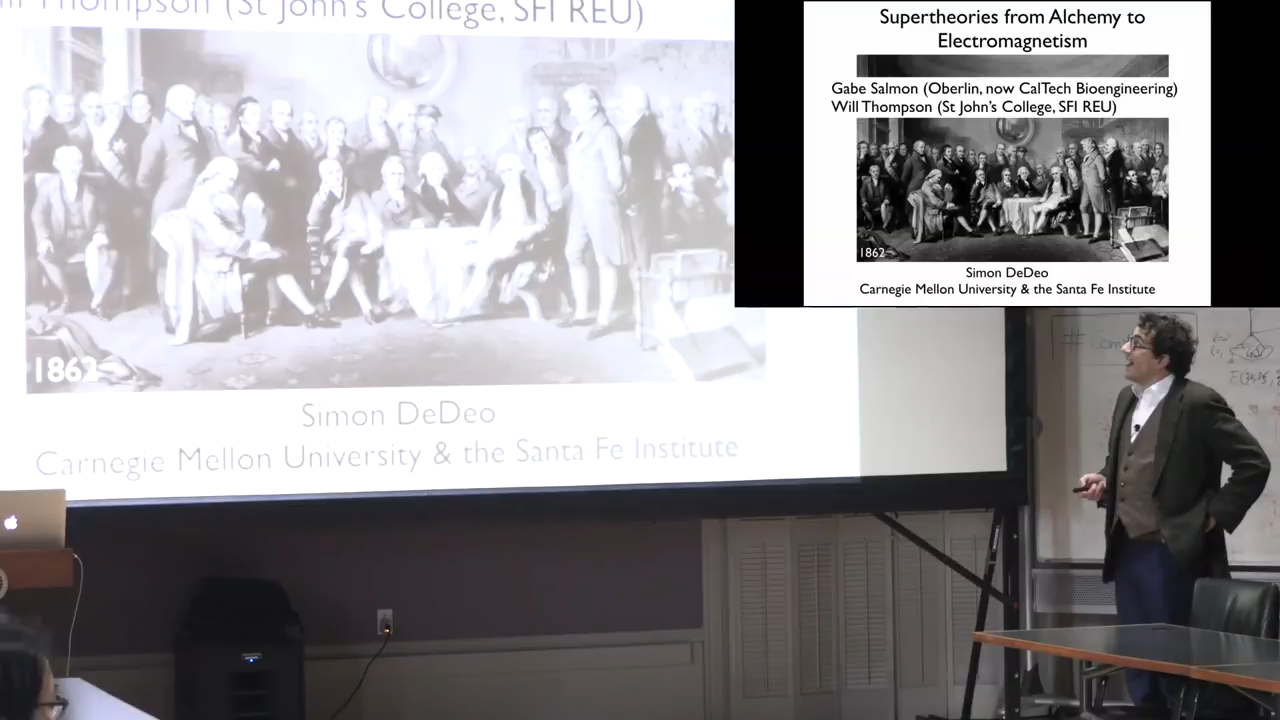 ll Thompson (St John's College, SFI REU)
1862
Simon DeDeo
Carnegie Mellon University & the Santa Fe Institute
Supertheories from Alchemy to
Electromagnetism
Gabe Salmon (Oberlin, now CalTech Bioengineering)
Will Thompson (St John's College, SFI REU)
1862
Simon DeDeo
Carnegie Mellon University & the Santa Fe Institute